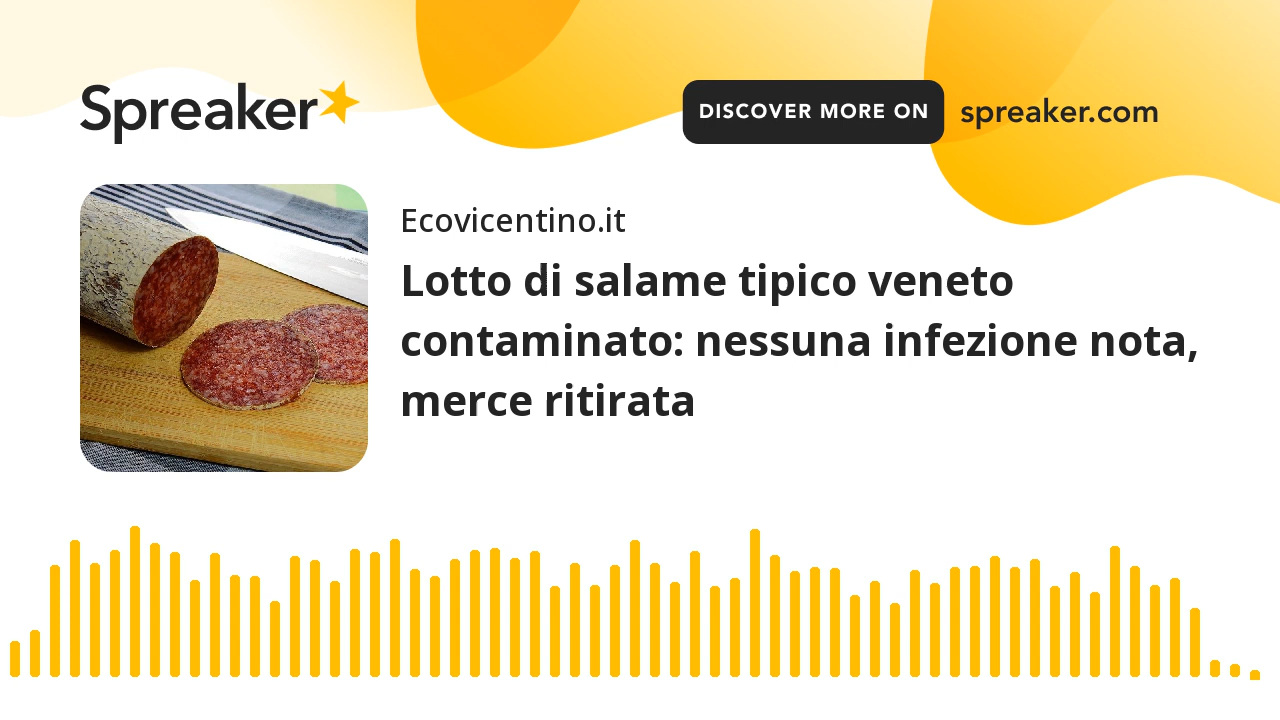 Spreaker
DISCOVER MORE ON
spreaker.com
Ecovicentino.it
Lotto di salame tipico veneto
contaminato: nessuna infezione nota,
merce ritirata